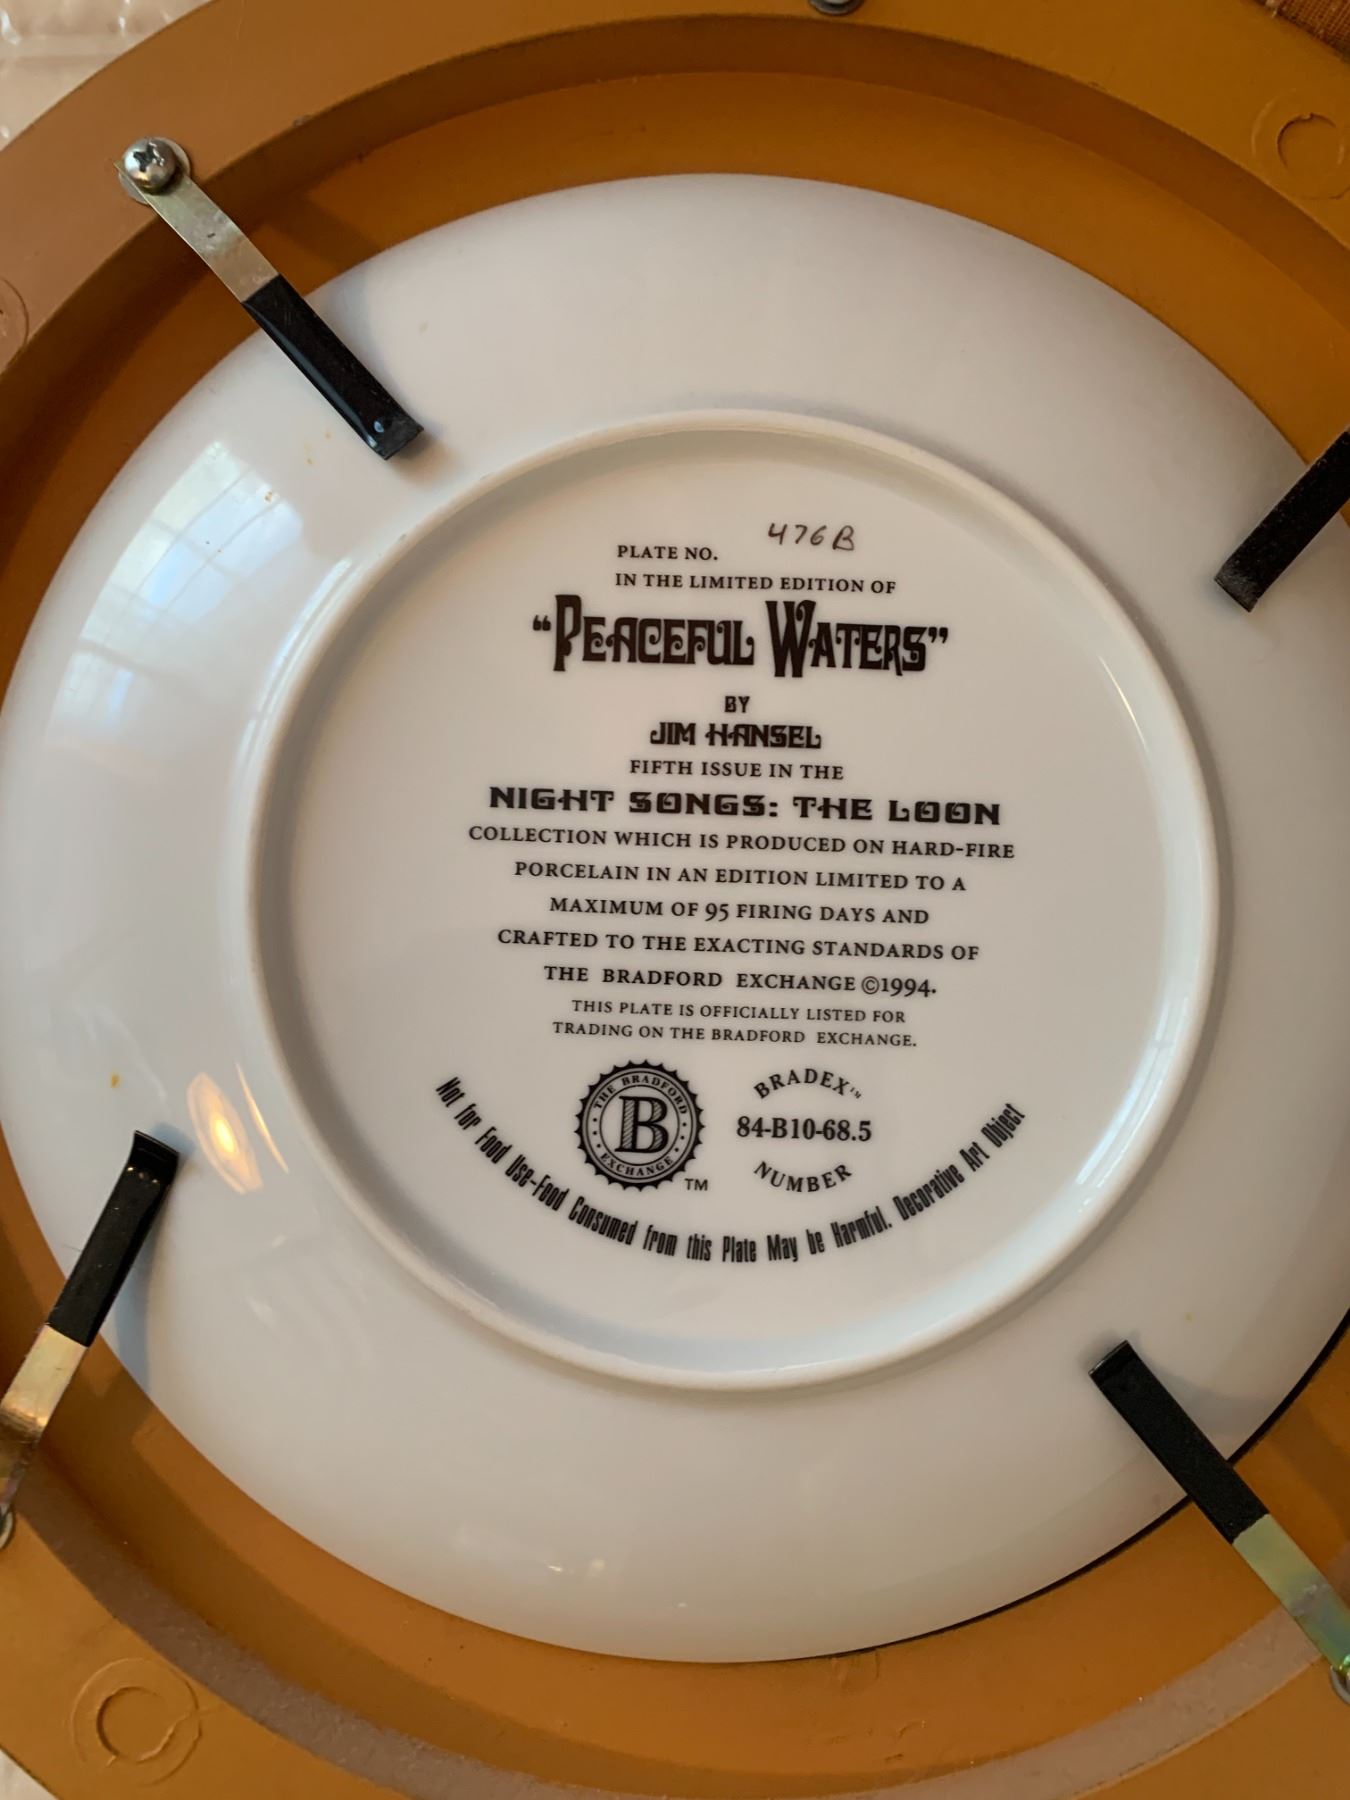 PLATE NO. 476B
IN THE LIMITED EDITION OF
"PEACEFUL WATERS"
BY
JIM HANSEL
FIFTH ISSUE IN THE
NIGHT SONGS: THE LOON
COLLECTION WHICH IS PRODUCED ON HARD-FIRE
PORCELAIN IN AN EDITION LIMITED TO A
MAXIMUM OF 95 FIRING DAYS AND
CRAFTED TO THE EXACTING STANDARDS OF
THE BRADFORD EXCHANGE ©1994.
THIS PLATE IS OFFICIALLY LISTED FOR
TRADING ON THE BRADFORD EXCHANGE.
THE BRADFORD
B
EXCHANGE
TM
BRADEX™
84-B10-68.5
NUMBER
Not for Food Use-Food Consumed from this Plate May be Harmful. Decorative Art Object